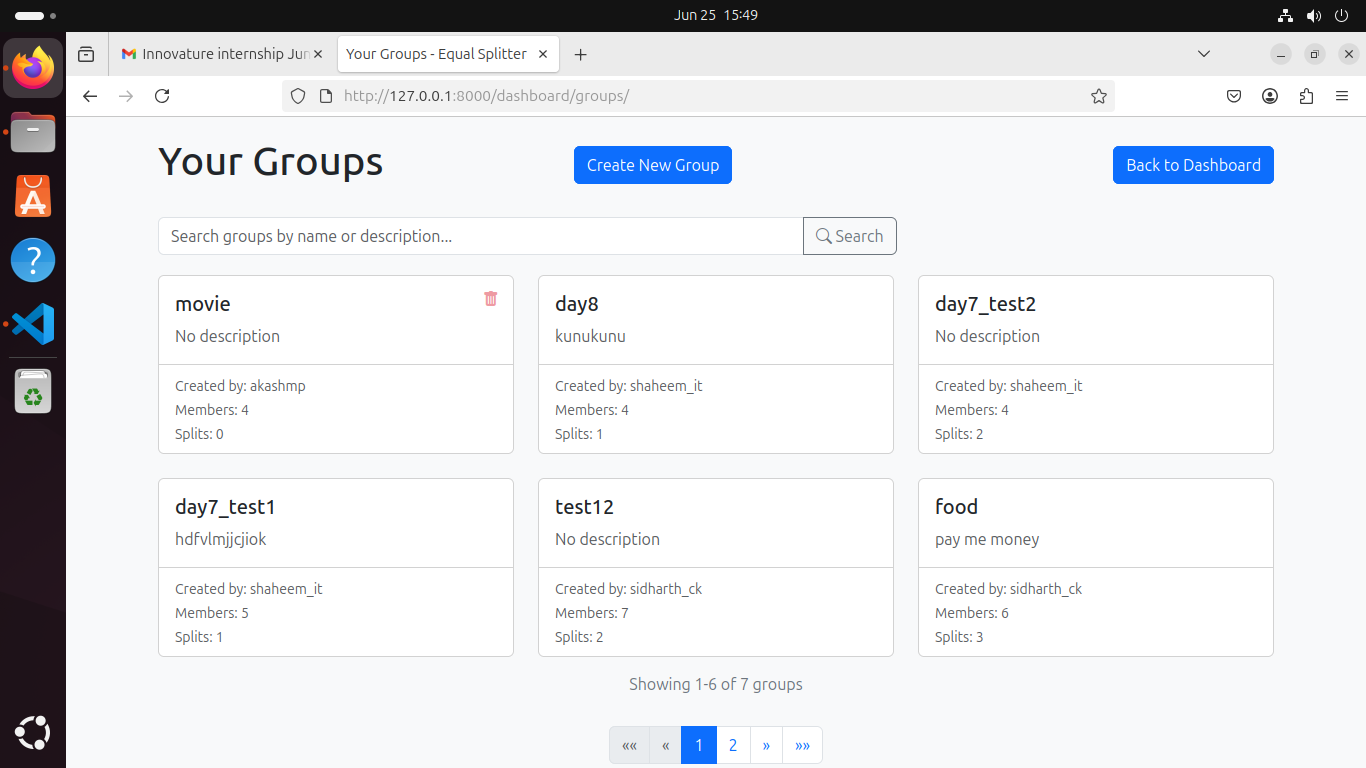 Jun 25 15:49
Innovature internship Jun
Your Groups - Equal Splitter
http://127.0.0.1:8000/dashboard/groups/
Your Groups
Create New Group
Back to Dashboard
Search groups by name or description...
Search
movie
No description
Created by: akashmp
Members: 4
Splits: 0
day8
kunukunu
Created by: shaheem_it
Members: 4
Splits: 1
day7_test2
No description
Created by: shaheem_it
Members: 4
Splits: 2
day7_test1
hdfvlmjjcjiok
Created by: shaheem_it
Members: 5
Splits: 1
test12
No description
Created by: sidharth_ck
Members: 7
Splits: 2
food
pay me money
Created by: sidharth_ck
Members: 6
Splits: 3
Showing 1-6 of 7 groups
«« « 1 2 » »»